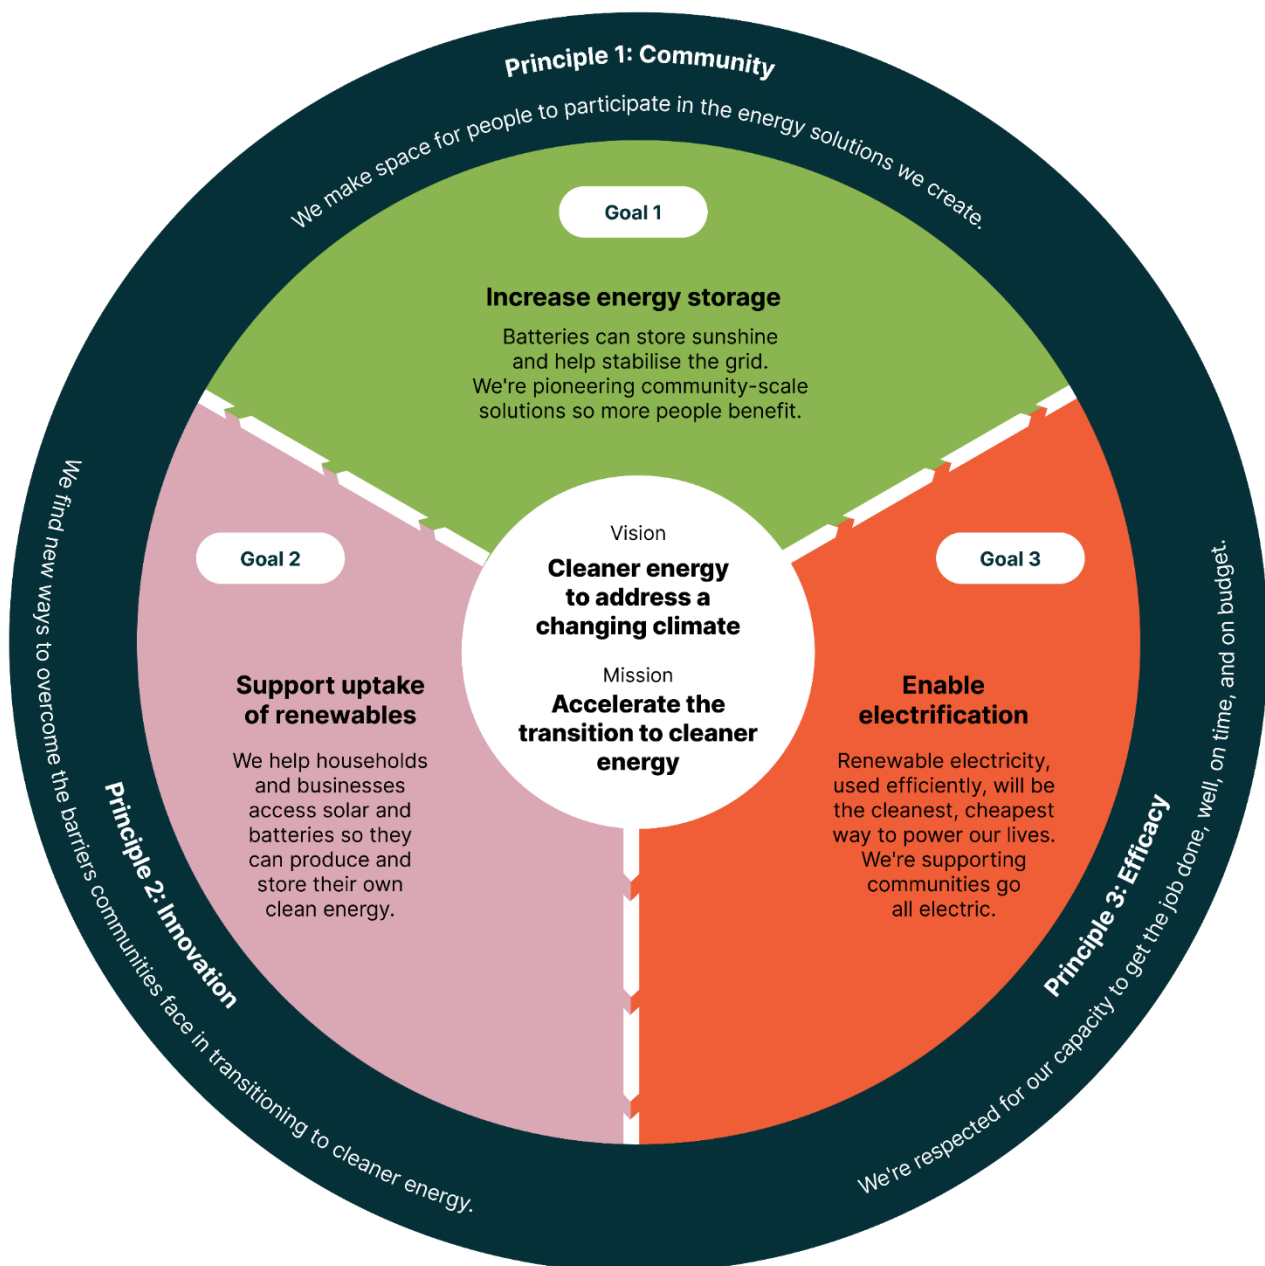 Principle 1: Community
We make space for people to participate in the energy solutions we create.
Goal 1
Increase energy storage
Batteries can store sunshine
and help stabilise the grid.
We're pioneering community-scale
solutions so more people benefit.
Vision
Cleaner energy
to address a
changing climate
Mission
Accelerate the
transition to cleaner
energy
Goal 2
Support uptake
of renewables
We help households
and businesses
access solar and
batteries so they
can produce and
store their own
clean energy.
Goal 3
Enable
electrification
Renewable electricity,
used efficiently, will be
the cleanest, cheapest
way to power our lives.
We're supporting
communities go
all electric.
Principle 2: Innovation
We find new ways to overcome the barriers communities face in transitioning to cleaner energy.
Principle 3: Efficacy
We're respected for our capacity to get the job done, well, on time, and on budget.